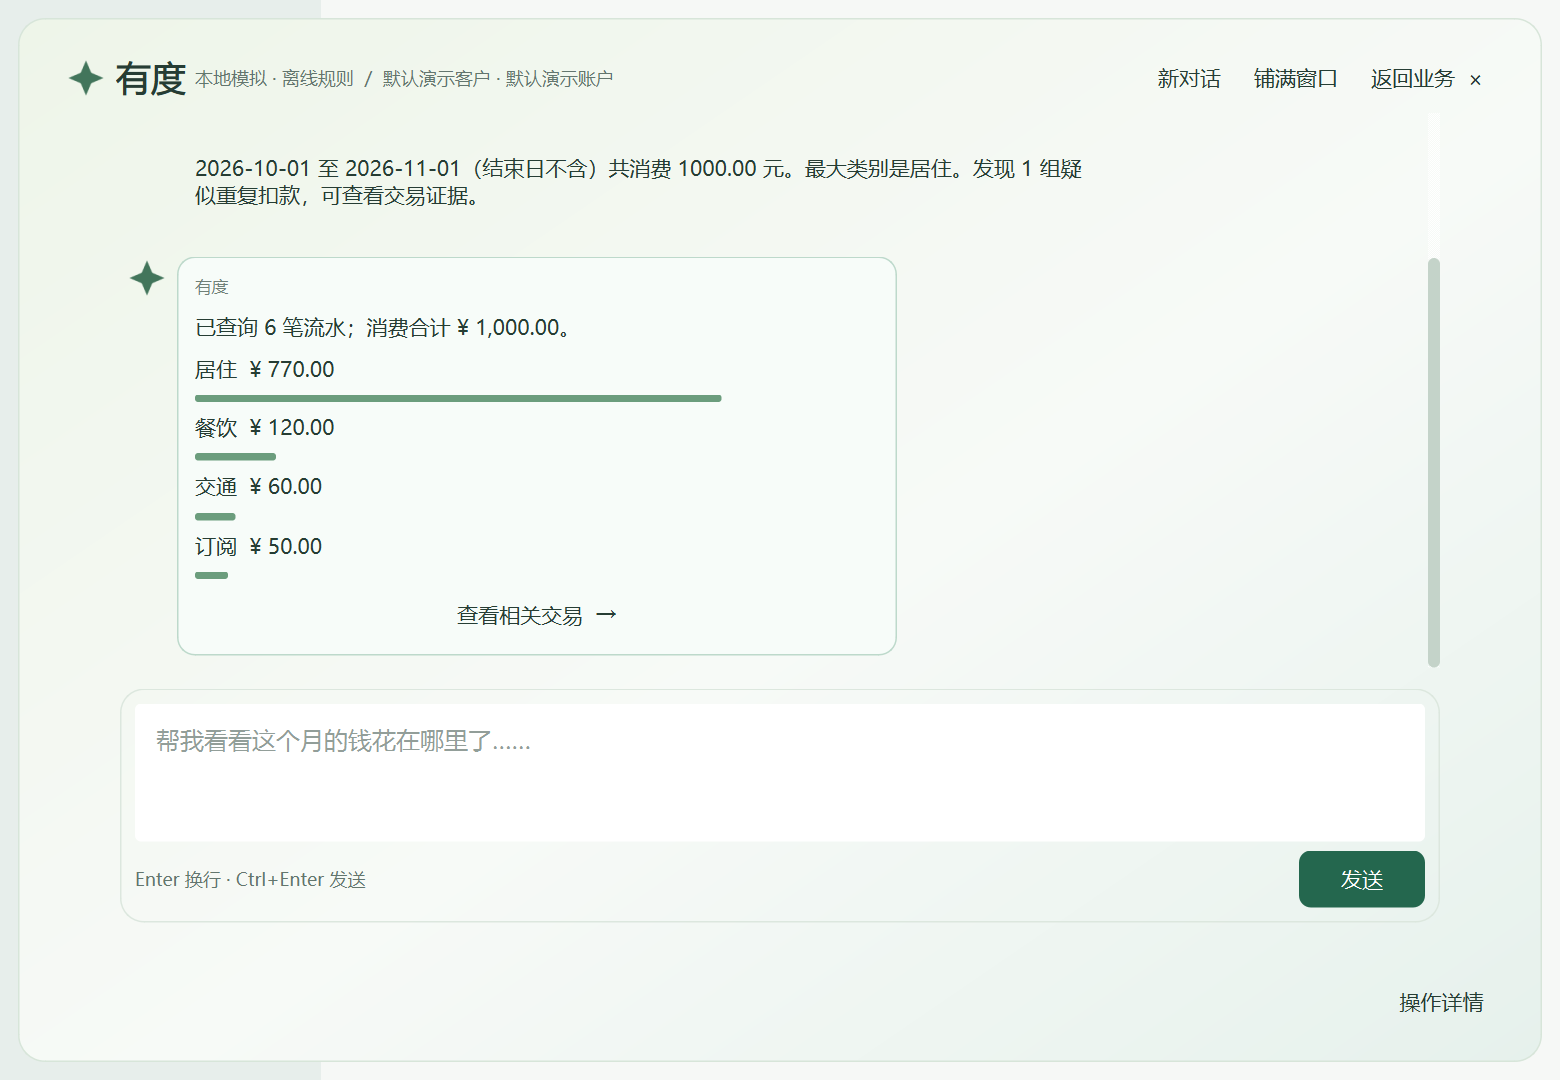 有度 本地模拟 · 离线规则 / 默认演示客户 · 默认演示账户 新对话 铺满窗口 返回业务 ×
2026-10-01 至 2026-11-01（结束日不含）共消费 1000.00 元。最大类别是居住。发现 1 组疑
似重复扣款，可查看交易证据。
有度
已查询 6 笔流水；消费合计 ¥ 1,000.00。
居住 ¥ 770.00
餐饮 ¥ 120.00
交通 ¥ 60.00
订阅 ¥ 50.00
查看相关交易 →
帮我看看这个月的钱花在哪里了……
Enter 换行 · Ctrl+Enter 发送 发送
操作详情